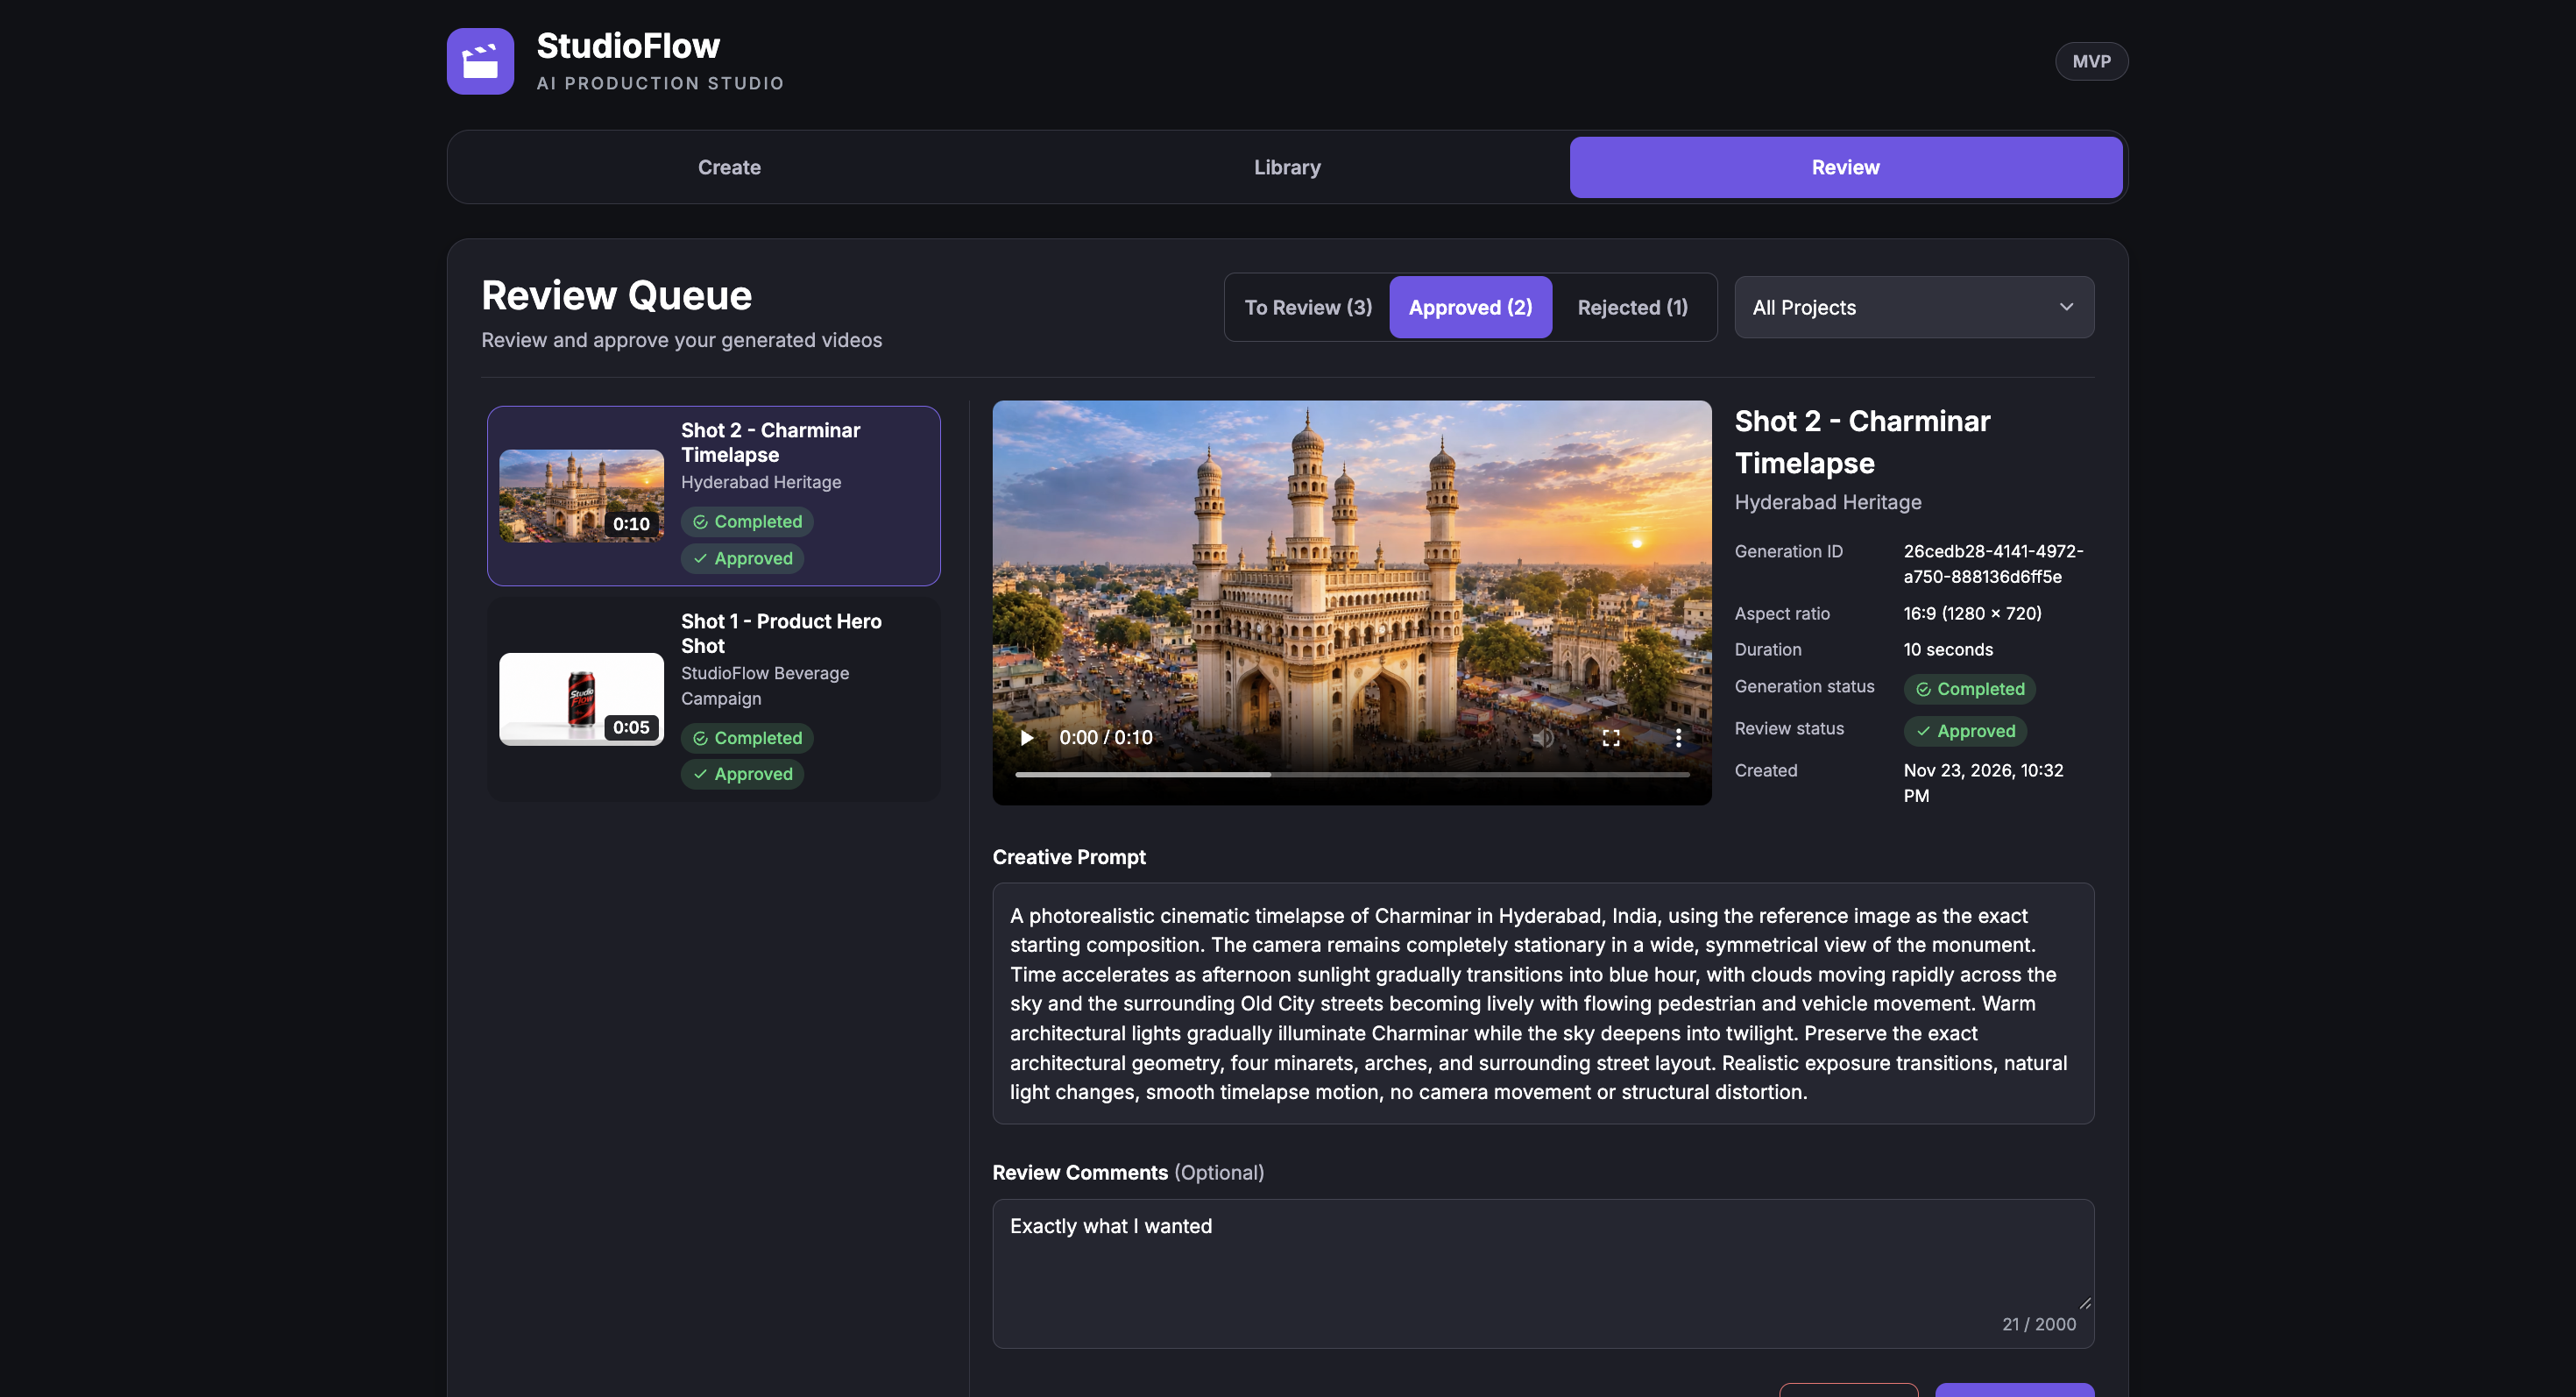 StudioFlow
AI PRODUCTION STUDIO
MVP
Create
Library
Review
Review Queue
Review and approve your generated videos
To Review (3)
Approved (2)
Rejected (1)
All Projects
Shot 2 - Charminar
Timelapse
Hyderabad Heritage
0:10
Completed
Approved
Shot 1 - Product Hero
Shot
StudioFlow Beverage
Campaign
Studio
Flow
0:05
Completed
Approved
0:00 / 0:10
Shot 2 - Charminar
Timelapse
Hyderabad Heritage
Generation ID
26cedb28-4141-4972-
a750-888136d6ff5e
Aspect ratio
16:9 (1280 × 720)
Duration
10 seconds
Generation status
Completed
Review status
Approved
Created
Nov 23, 2026, 10:32
PM
Creative Prompt
A photorealistic cinematic timelapse of Charminar in Hyderabad, India, using the reference image as the exact
starting composition. The camera remains completely stationary in a wide, symmetrical view of the monument.
Time accelerates as afternoon sunlight gradually transitions into blue hour, with clouds moving rapidly across the
sky and the surrounding Old City streets becoming lively with flowing pedestrian and vehicle movement. Warm
architectural lights gradually illuminate Charminar while the sky deepens into twilight. Preserve the exact
architectural geometry, four minarets, arches, and surrounding street layout. Realistic exposure transitions, natural
light changes, smooth timelapse motion, no camera movement or structural distortion.
Review Comments (Optional)
Exactly what I wanted
21 / 2000